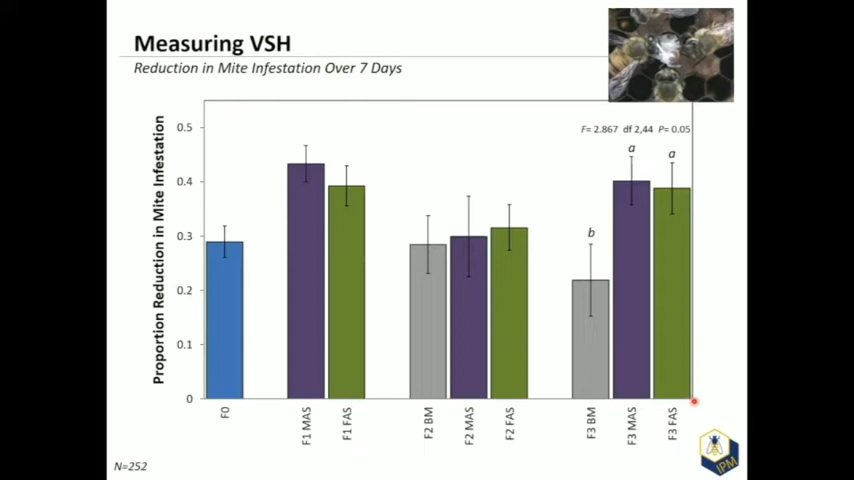 Measuring VSH
Reduction in Mite Infestation Over 7 Days
Proportion Reduction in Mite Infestation
0.5
0.4
0.3
0.2
0.1
0
F= 2.867 df 2,44 P= 0.05
a
a
b
F0
F1 MAS
F1 FAS
F2 BM
F2 MAS
F2 FAS
F3 BM
F3 MAS
F3 FAS
N=252
IPM